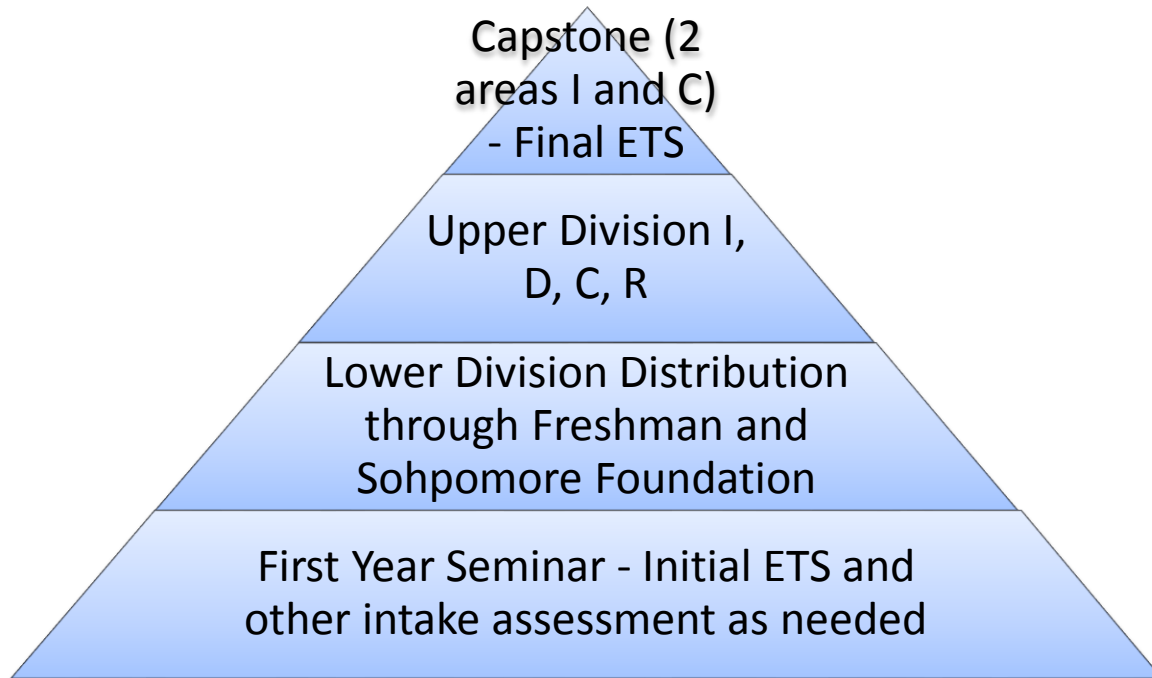 Capstone (2
areas I and C)
- Final ETS
Upper Division I,
D, C, R
Lower Division Distribution
through Freshman and
Sohpomore Foundation
First Year Seminar - Initial ETS and
other intake assessment as needed